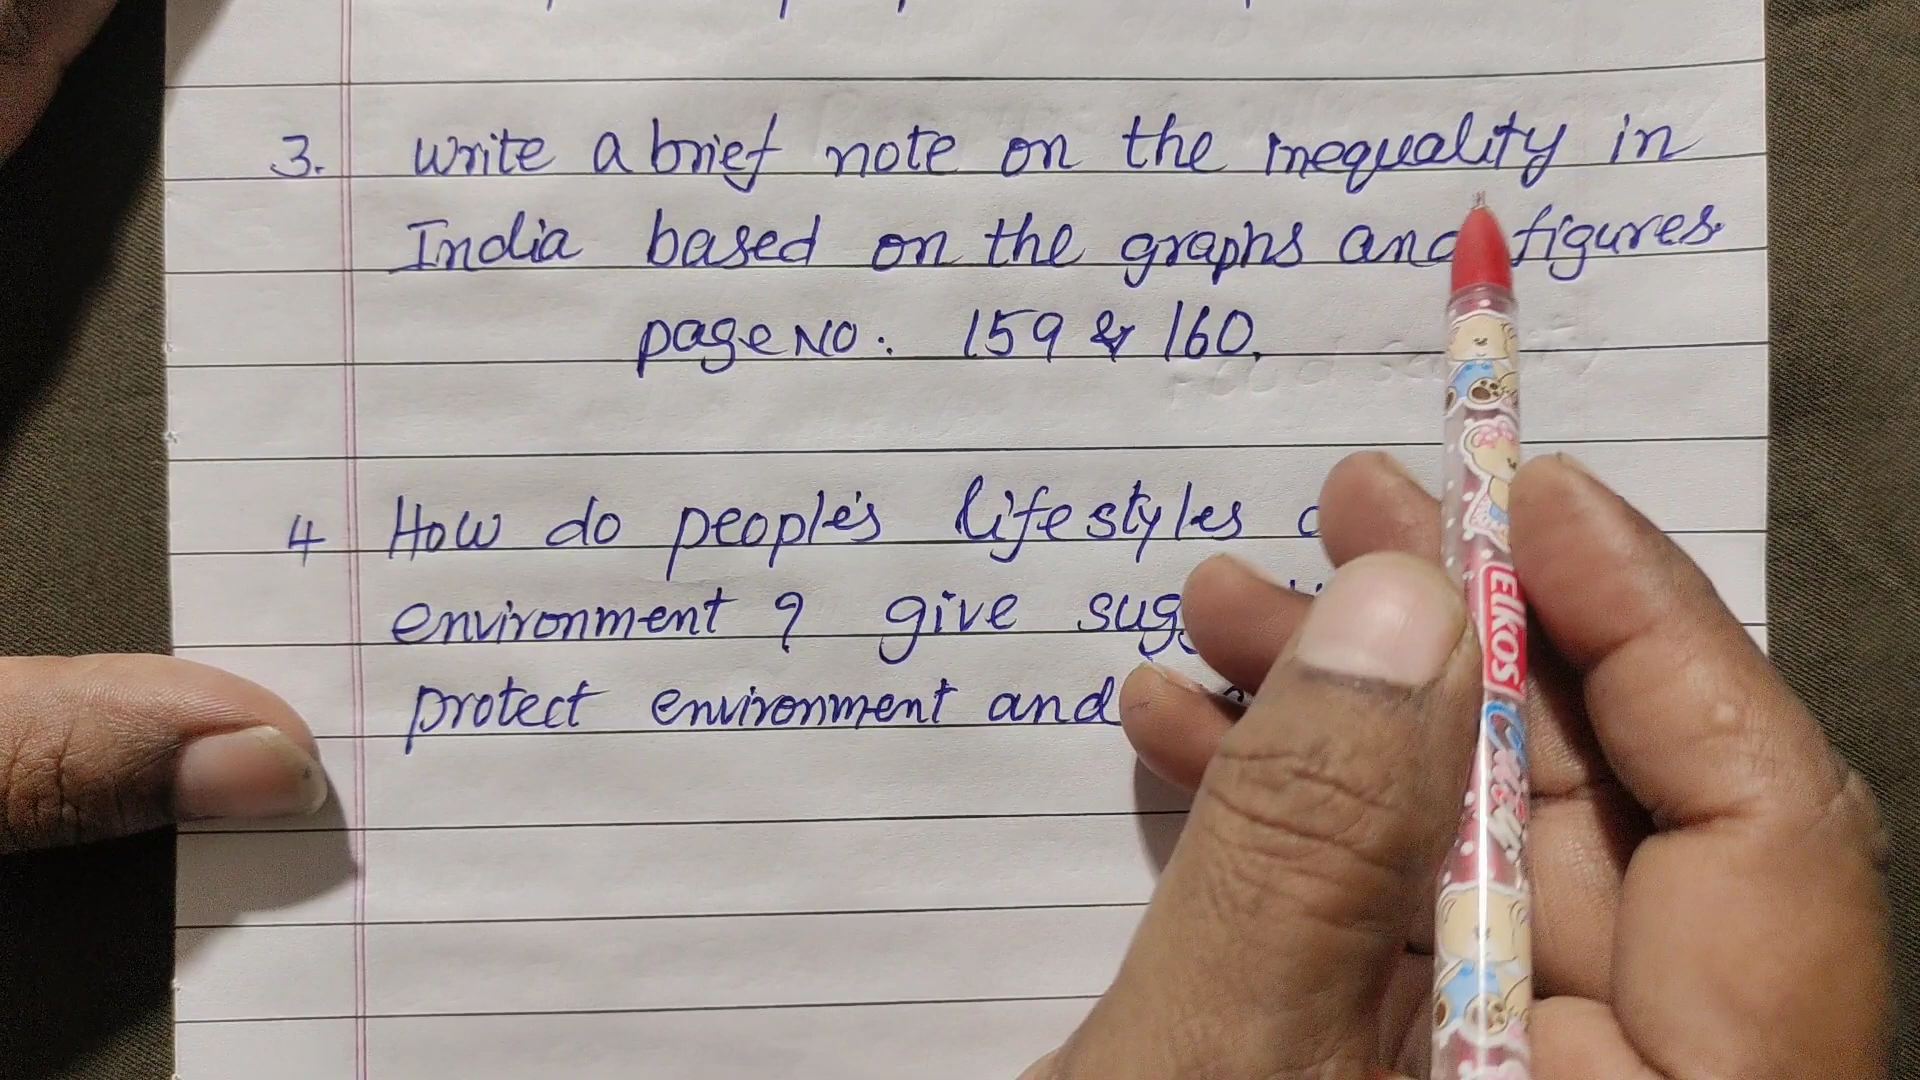 3. Write a brief note on the inequality in
India based on the graphs and figures.
page NO: 159 & 160.
4 How do people's lifestyles
environment ? give
protect environment and
ELKOS